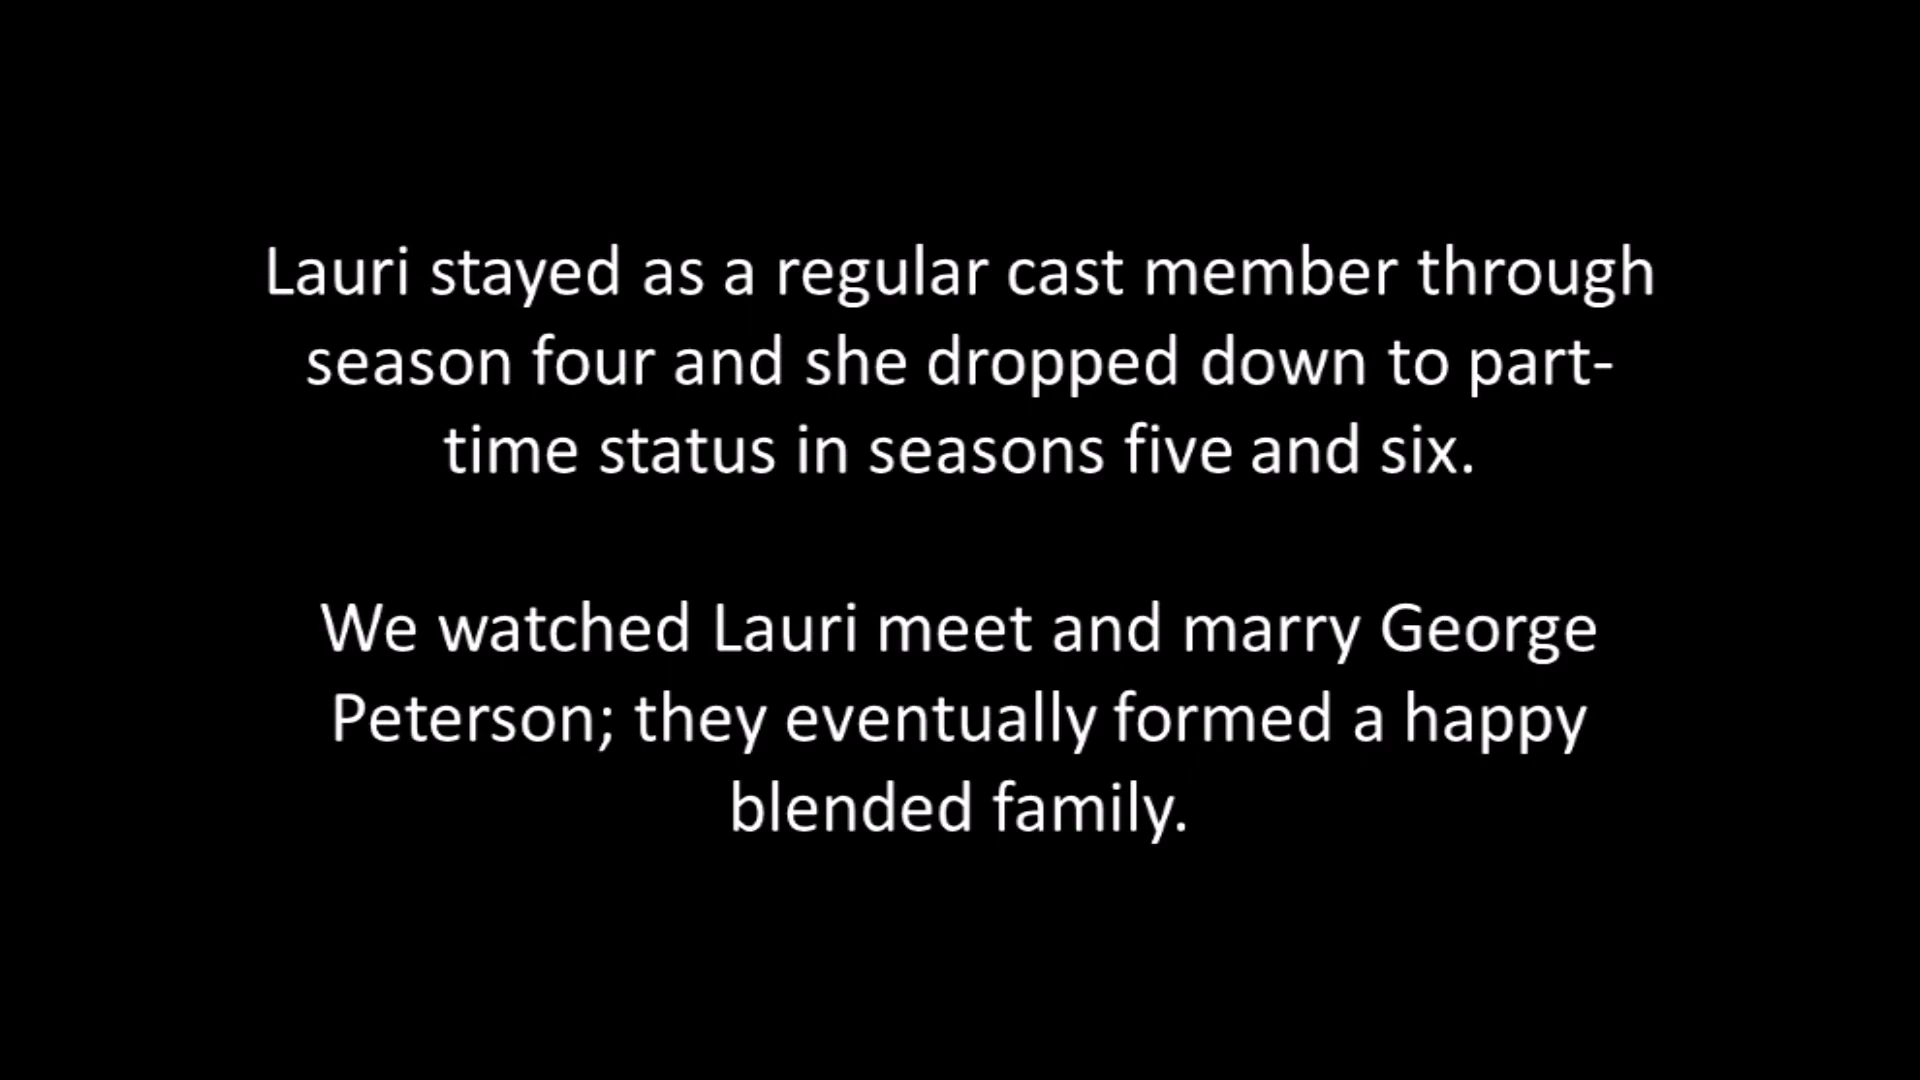 Lauri stayed as a regular cast member through
season four and she dropped down to part-
time status in seasons five and six.
We watched Lauri meet and marry George
Peterson; they eventually formed a happy
blended family.